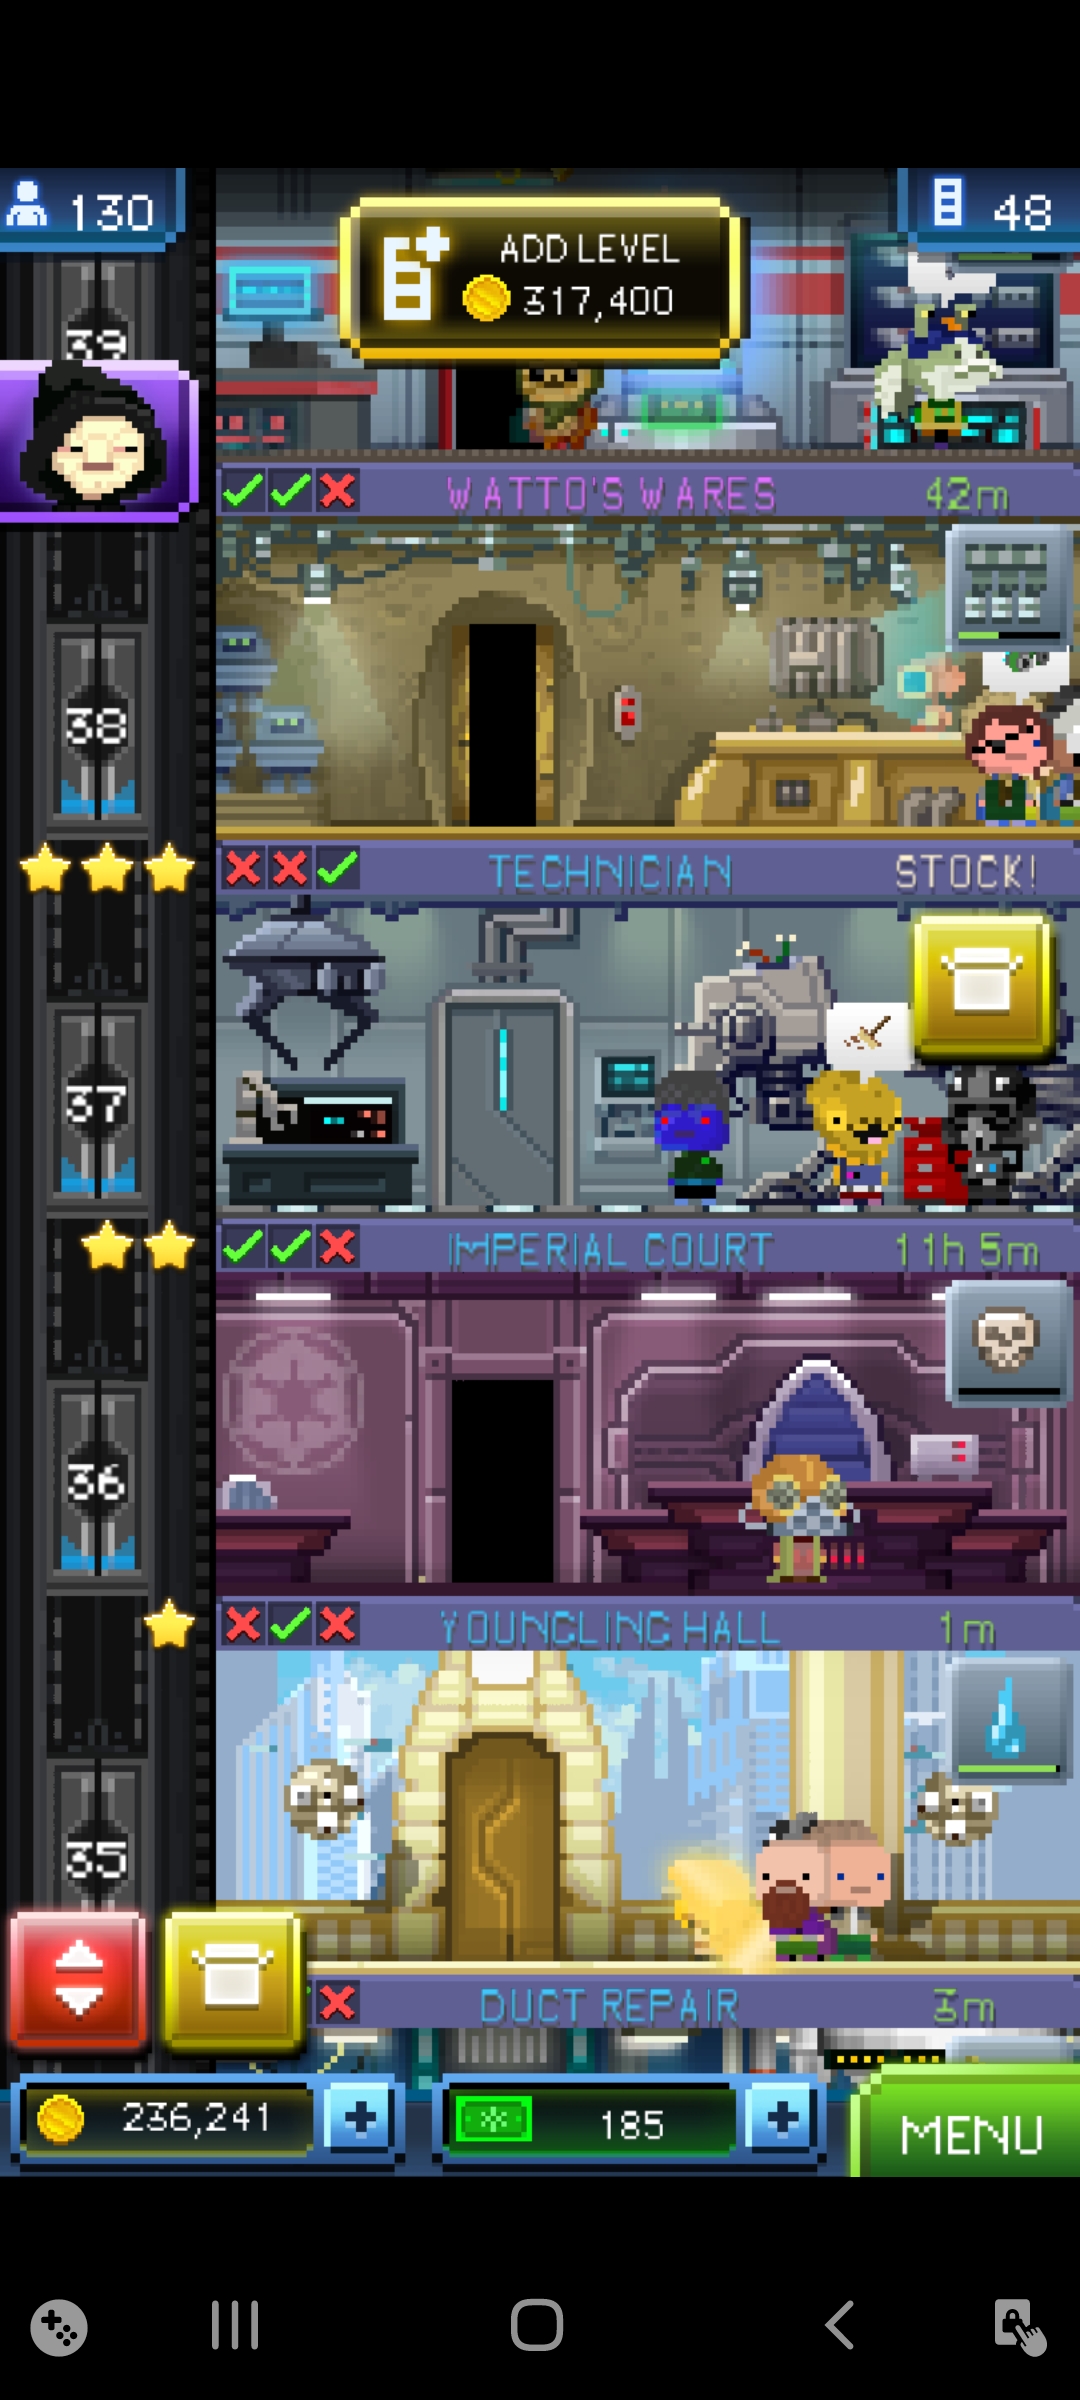 130
ADD LEVEL
317,400
48
39
WATTO'S WARES
42m
38
TECHNICIAN
STOCK!
37
IMPERIAL COURT
11h 5m
36
YOUNGLING HALL
1m
35
DUCT REPAIR
3m
236,241
185
MENU